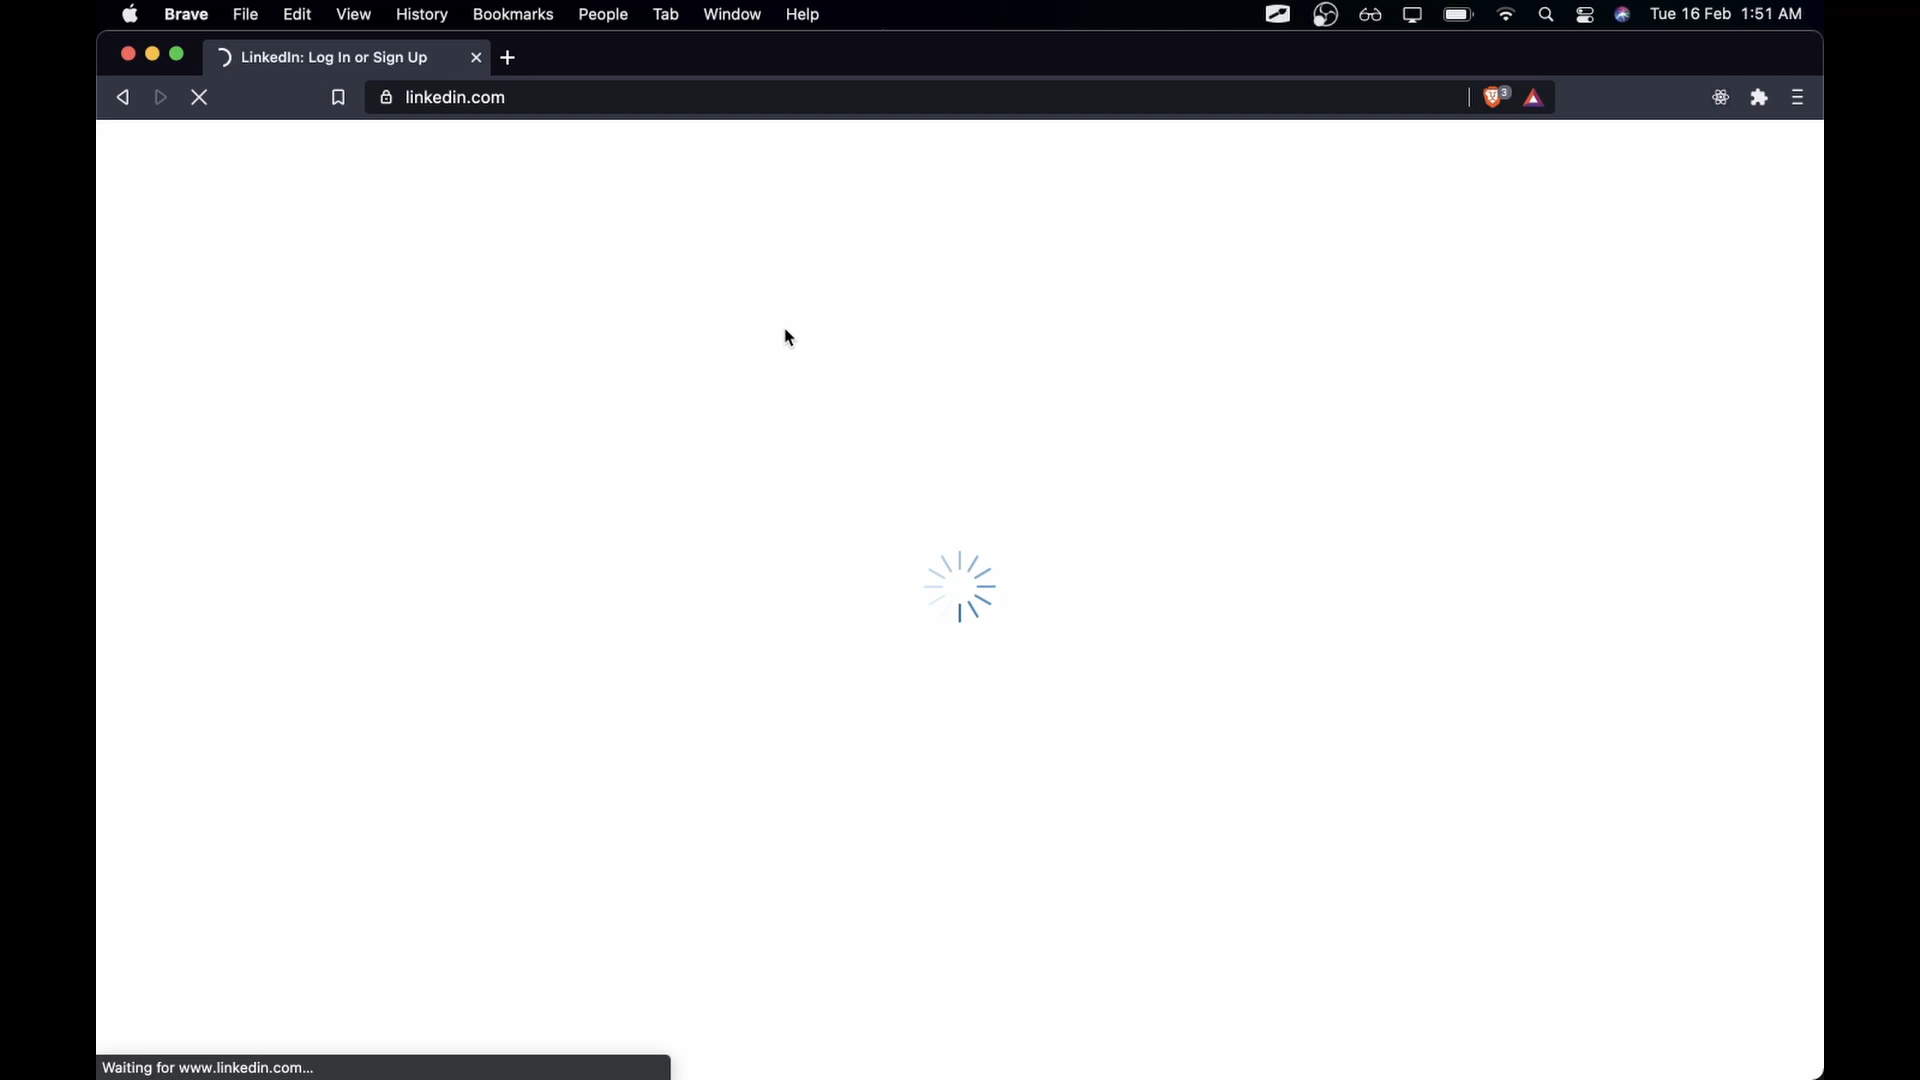 Brave File Edit View History Bookmarks People Tab Window Help Tue 16 Feb 1:51 AM
LinkedIn: Log In or Sign Up
linkedin.com 3
Waiting for www.linkedin.com...